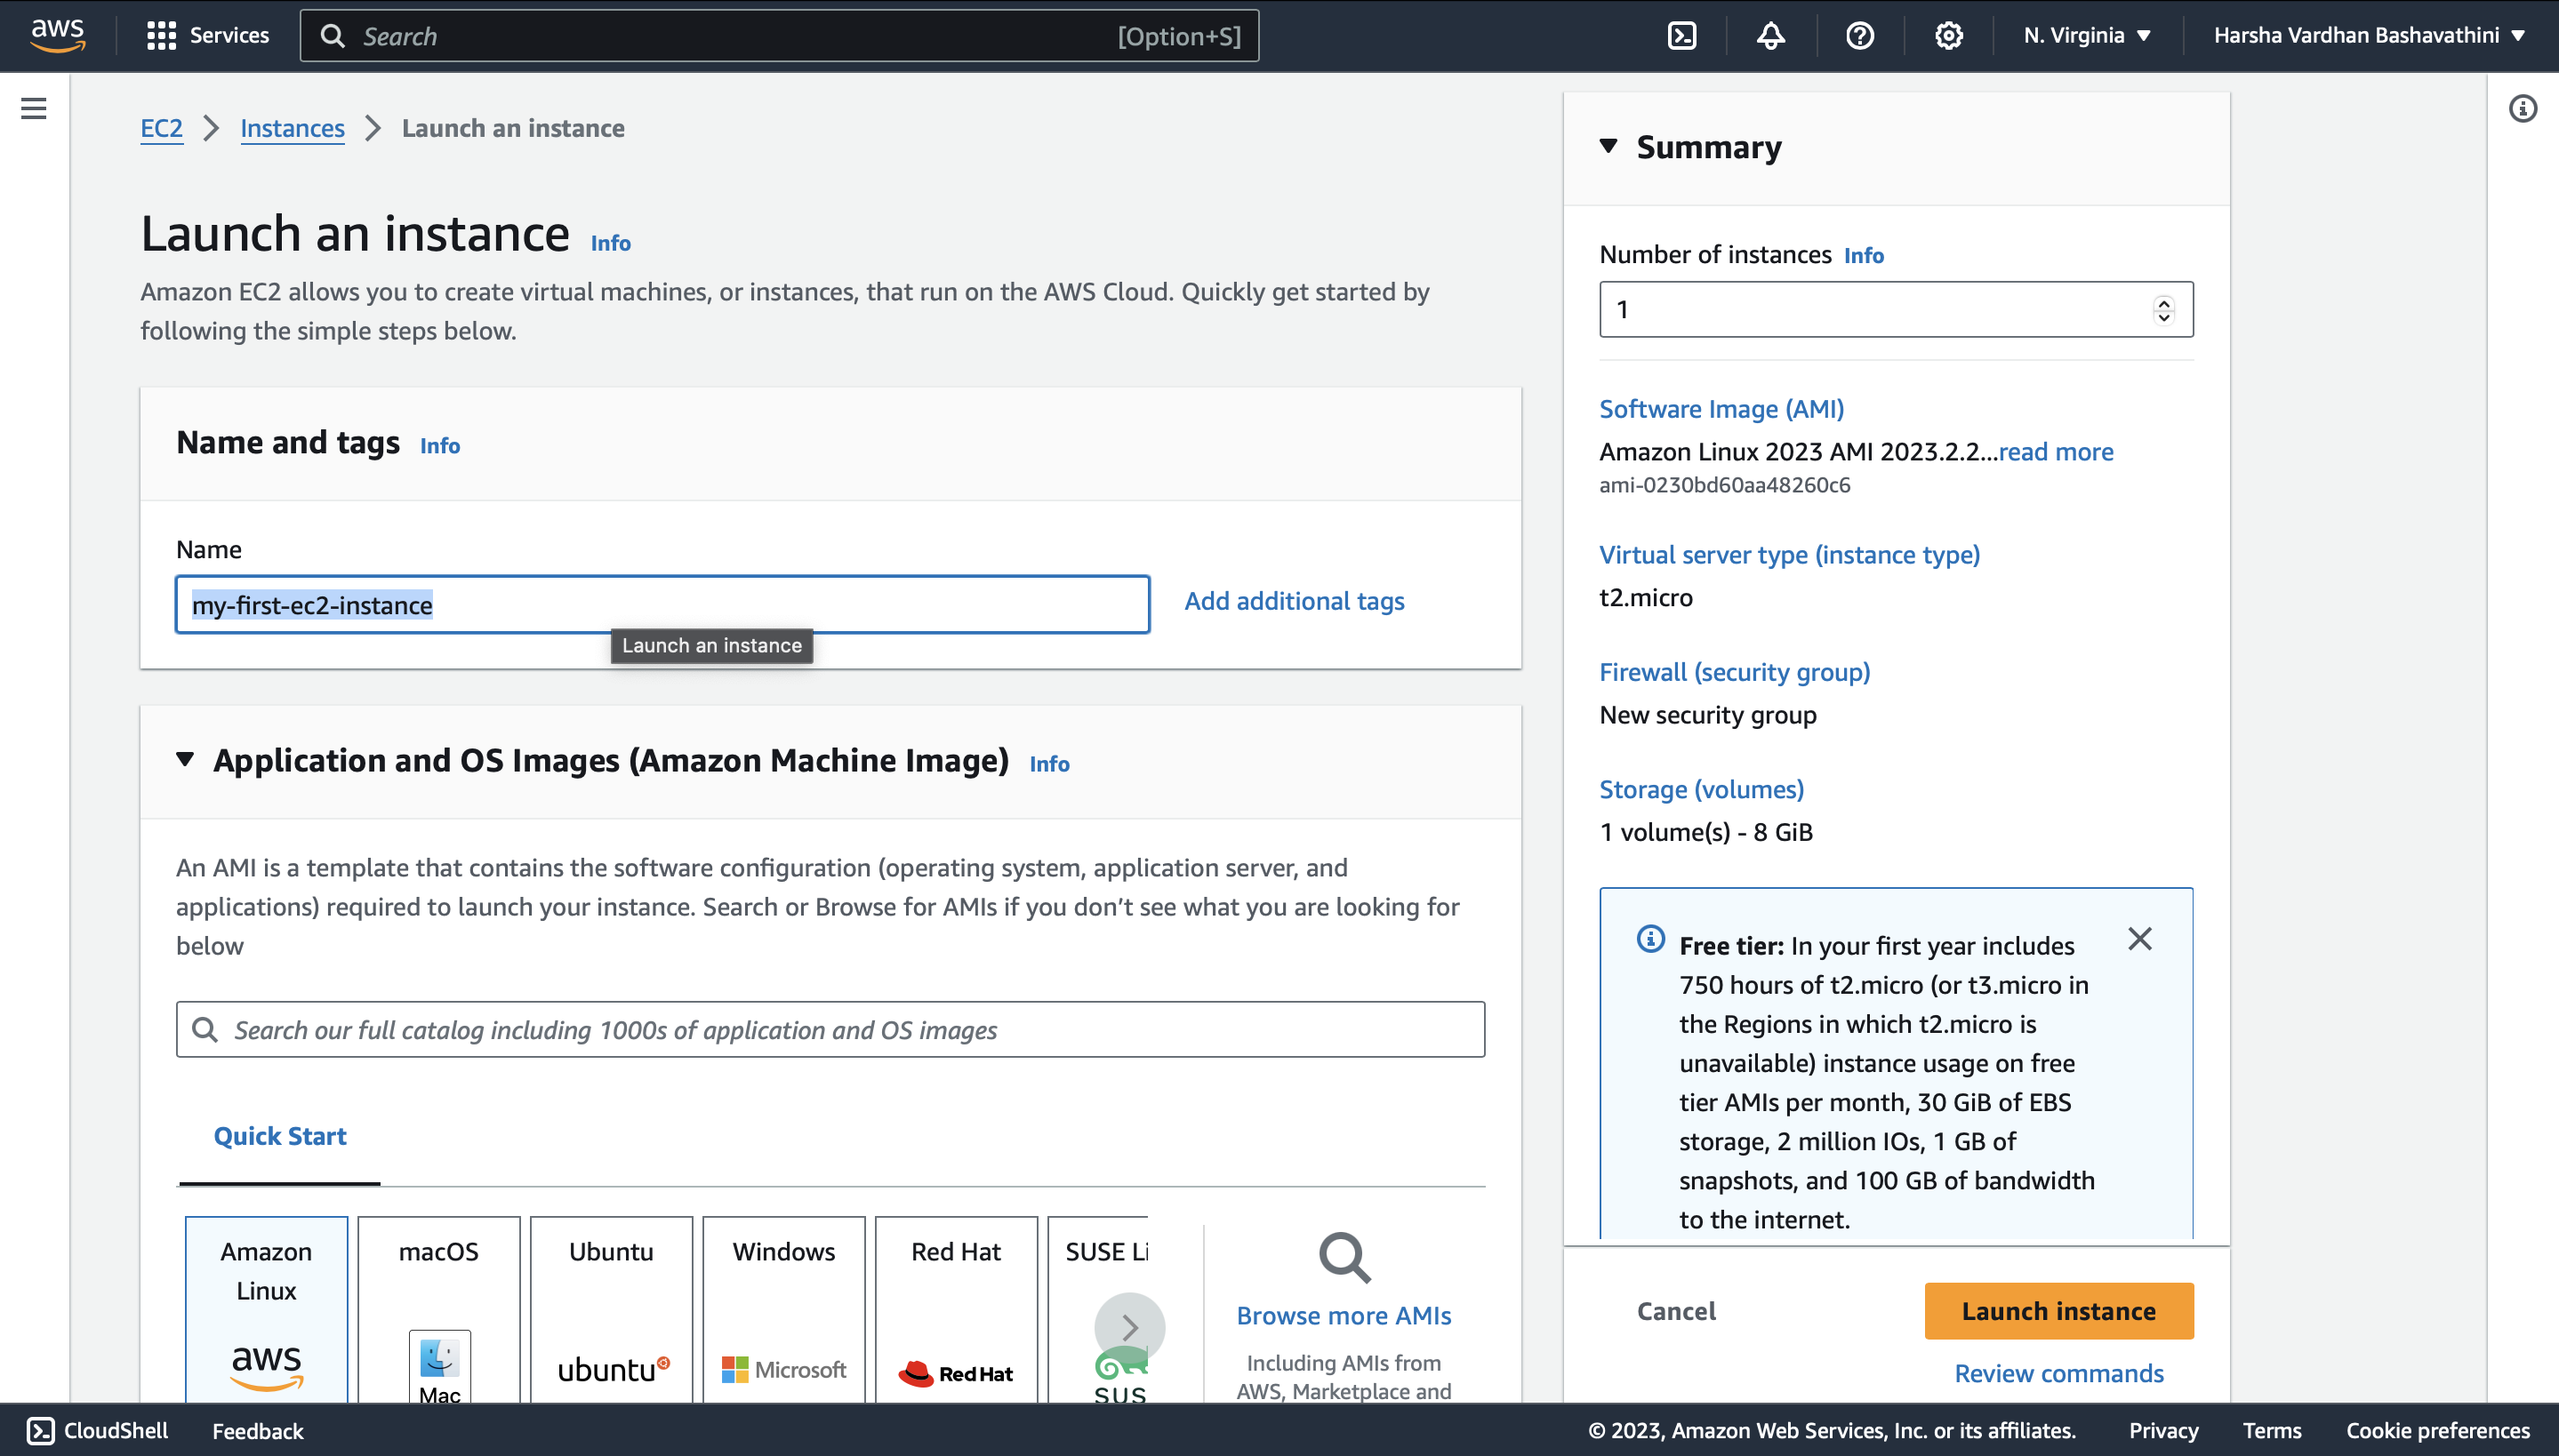 aws
Services
Search
[Option+S]
N. Virginia
Harsha Vardhan Bashavathini
EC2
Instances
Launch an instance
Launch an instance
Info
Amazon EC2 allows you to create virtual machines, or instances, that run on the AWS Cloud. Quickly get started by
following the simple steps below.
Name and tags
Info
Name
my-first-ec2-instance
Add additional tags
Launch an instance
Application and OS Images (Amazon Machine Image)
Info
An AMI is a template that contains the software configuration (operating system, application server, and
applications) required to launch your instance. Search or Browse for AMIs if you don’t see what you are looking for
below
Search our full catalog including 1000s of application and OS images
Quick Start
Amazon
Linux
aws
macOS
Mac
Ubuntu
ubuntu
Windows
Microsoft
Red Hat
Red Hat
SUSE Li
SUS
Browse more AMIs
Including AMIs from
AWS, Marketplace and
Summary
Number of instances
Info
1
Software Image (AMI)
Amazon Linux 2023 AMI 2023.2.2...read more
ami-0230bd60aa48260c6
Virtual server type (instance type)
t2.micro
Firewall (security group)
New security group
Storage (volumes)
1 volume(s) - 8 GiB
Free tier: In your first year includes
750 hours of t2.micro (or t3.micro in
the Regions in which t2.micro is
unavailable) instance usage on free
tier AMIs per month, 30 GiB of EBS
storage, 2 million IOs, 1 GB of
snapshots, and 100 GB of bandwidth
to the internet.
Cancel
Launch instance
Review commands
CloudShell
Feedback
© 2023, Amazon Web Services, Inc. or its affiliates.
Privacy
Terms
Cookie preferences